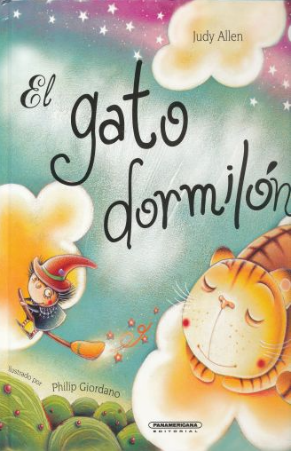 Judy Allen
El
gato
dormilón
ilustrado por
Philip Giordano
PANAMERICANA
EDITORIAL